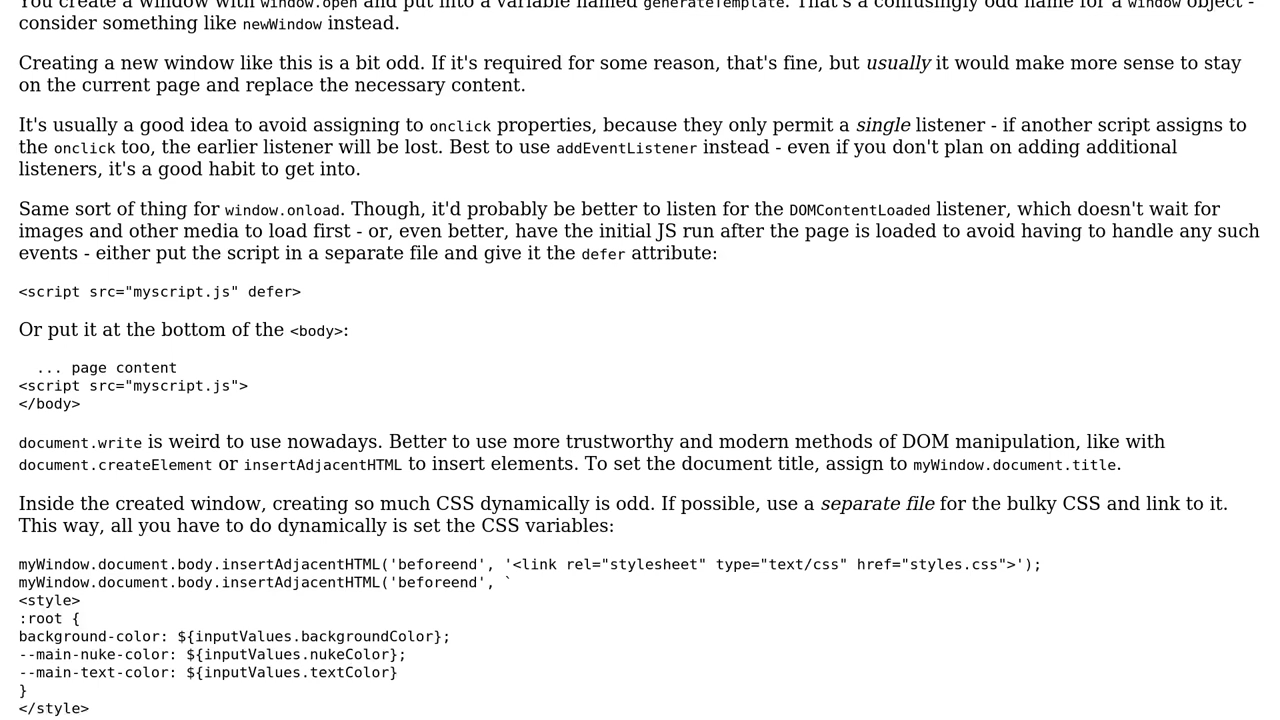 You create a window with window.open and put into a variable named generateTemplate. That's a confusingly odd name for a window object -
consider something like newWindow instead.
Creating a new window like this is a bit odd. If it's required for some reason, that's fine, but usually it would make more sense to stay
on the current page and replace the necessary content.
It's usually a good idea to avoid assigning to onclick properties, because they only permit a single listener - if another script assigns to
the onclick too, the earlier listener will be lost. Best to use addEventListener instead - even if you don't plan on adding additional
listeners, it's a good habit to get into.
Same sort of thing for window.onload. Though, it'd probably be better to listen for the DOMContentLoaded listener, which doesn't wait for
images and other media to load first - or, even better, have the initial JS run after the page is loaded to avoid having to handle any such
events - either put the script in a separate file and give it the defer attribute:
<script src="myscript.js" defer>
Or put it at the bottom of the <body>:
... page content
<script src="myscript.js">
</body>
document.write is weird to use nowadays. Better to use more trustworthy and modern methods of DOM manipulation, like with
document.createElement or insertAdjacentHTML to insert elements. To set the document title, assign to myWindow.document.title.
Inside the created window, creating so much CSS dynamically is odd. If possible, use a separate file for the bulky CSS and link to it.
This way, all you have to do dynamically is set the CSS variables:
myWindow.document.body.insertAdjacentHTML('beforeend', '<link rel="stylesheet" type="text/css" href="styles.css">');
myWindow.document.body.insertAdjacentHTML('beforeend', `
<style>
:root {
background-color: ${inputValues.backgroundColor};
--main-nuke-color: ${inputValues.nukeColor};
--main-text-color: ${inputValues.textColor}
}
</style>